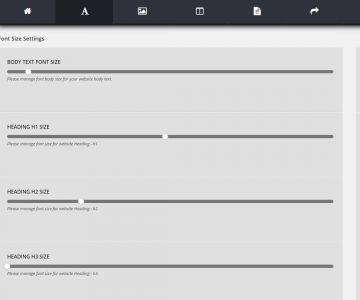 A
Font Size Settings
BODY TEXT FONT SIZE
Please manage font body size for your website body text.
HEADING H1 SIZE
Please manage font size for website Heading - h1
HEADING H2 SIZE
Please manage font size for website Heading - h2
HEADING H3 SIZE
Please manage font size for website Heading - h3